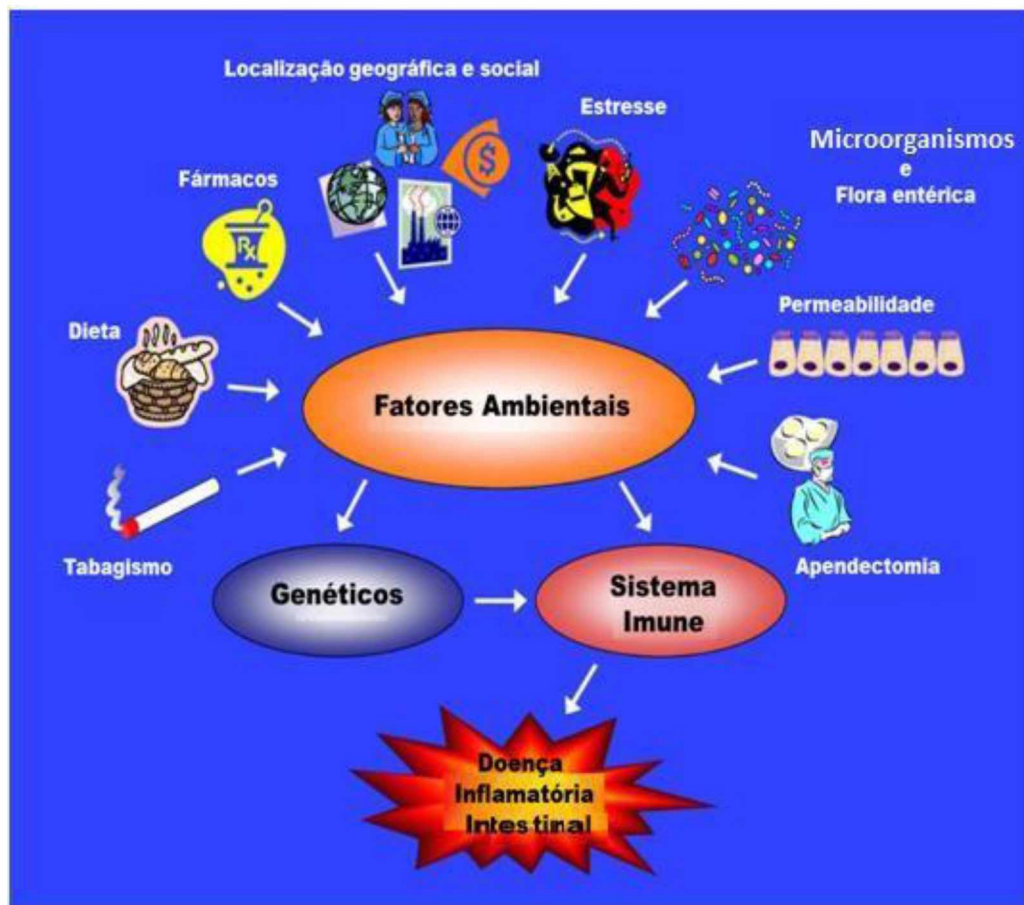 Localização geográfica e social
Estresse
Microorganismos
e
Flora entérica
Fármacos
Rx
$
Permeabilidade
Dieta
Fatores Ambientais
Tabagismo
Apendectomia
Genéticos
Sistema
Imune
Doença
Inflamatória
Intestinal